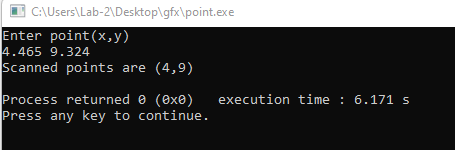 C:\Users\Lab-2\Desktop\gfx\point.exe
Enter point(x,y)
4.465 9.324
Scanned points are (4,9)
Process returned 0 (0x0)   execution time : 6.171 s
Press any key to continue.